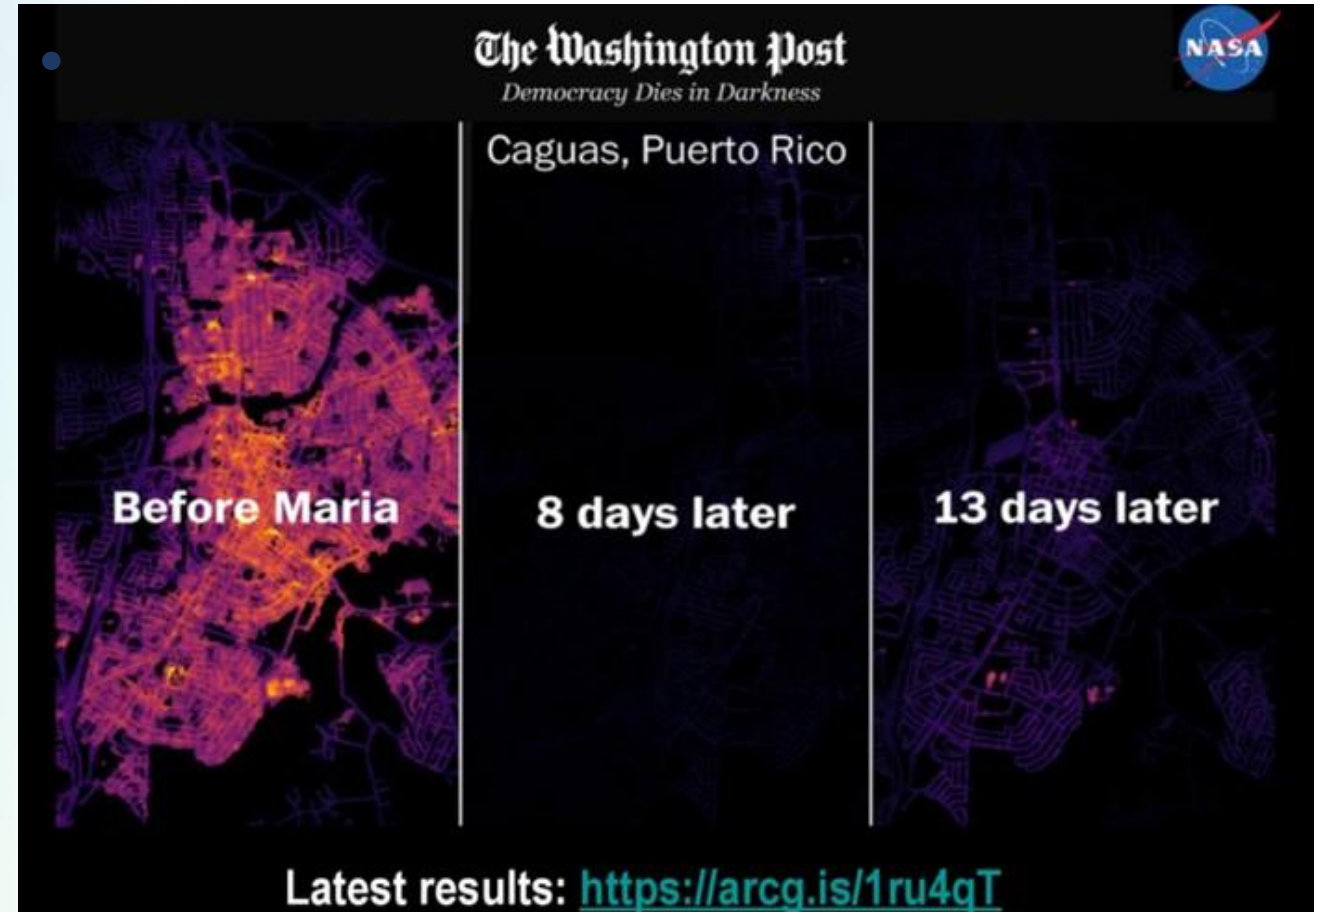 The Washington Post
Democracy Dies in Darkness
NASA
Caguas, Puerto Rico
Before Maria
8 days later
13 days later
Latest results: https://arcg.is/1ru4qT